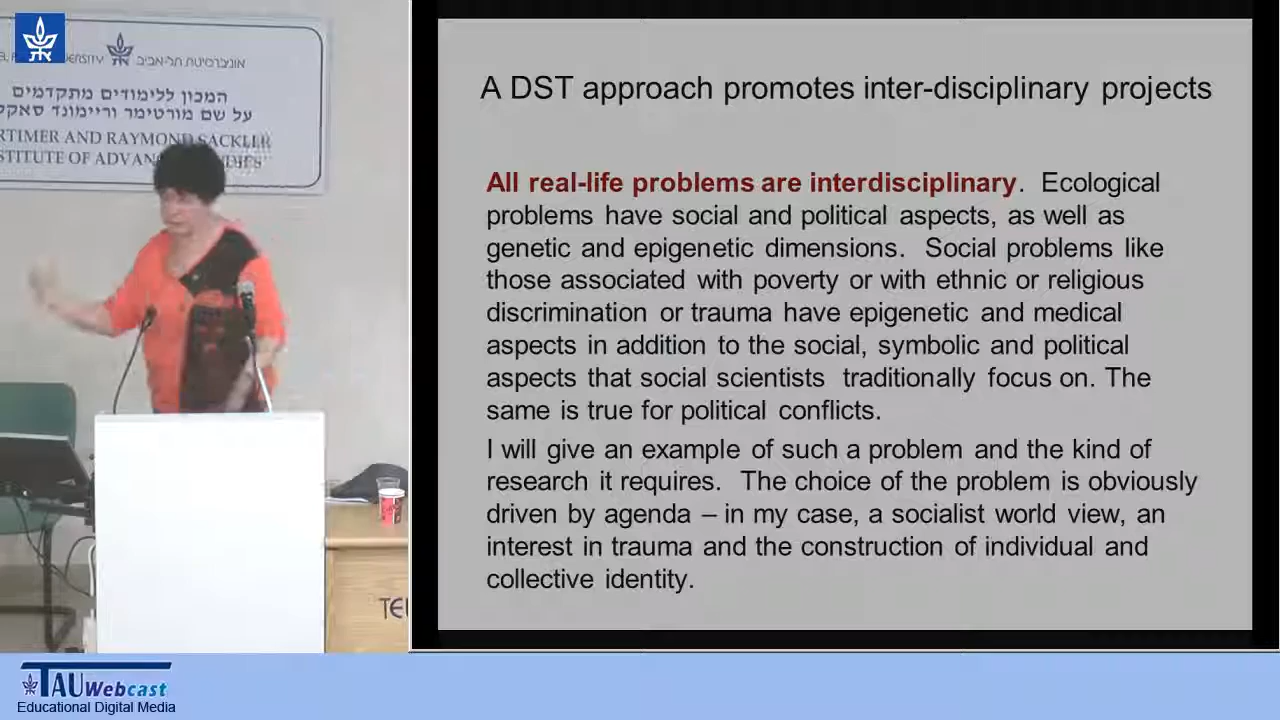 UNIVERSITY אוניברסיטת תל-אביב
המכון ללימודים מתקדמים
על שם מורטימר וריימונד סאקלר
RTIMER AND RAYMOND SACKLER
STITUTE OF ADVANCED STUDIES
A DST approach promotes inter-disciplinary projects
All real-life problems are interdisciplinary. Ecological
problems have social and political aspects, as well as
genetic and epigenetic dimensions. Social problems like
those associated with poverty or with ethnic or religious
discrimination or trauma have epigenetic and medical
aspects in addition to the social, symbolic and political
aspects that social scientists traditionally focus on. The
same is true for political conflicts.
I will give an example of such a problem and the kind of
research it requires. The choice of the problem is obviously
driven by agenda – in my case, a socialist world view, an
interest in trauma and the construction of individual and
collective identity.
TEL
TAU Webcast
Educational Digital Media